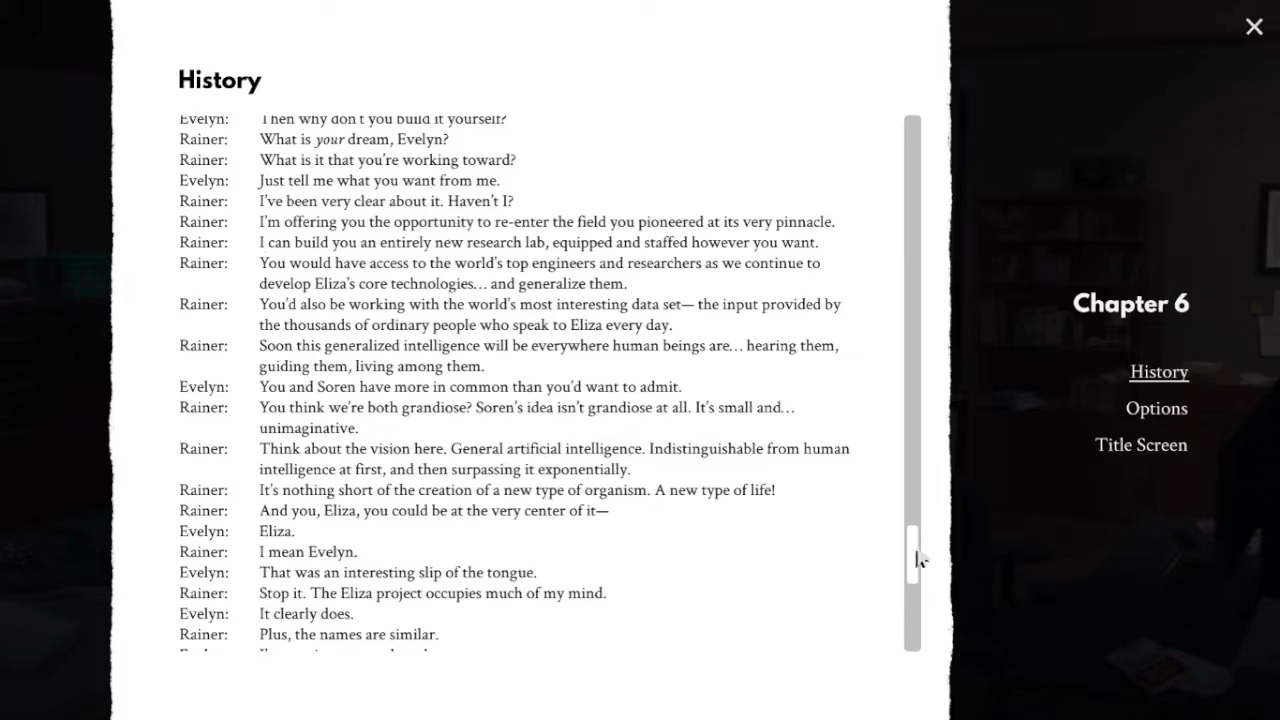 History
Evelyn: Then why don't you build it yourself?
Rainer: What is your dream, Evelyn?
Rainer: What is it that you're working toward?
Evelyn: Just tell me what you want from me.
Rainer: I've been very clear about it. Haven't I?
Rainer: I'm offering you the opportunity to re-enter the field you pioneered at its very pinnacle.
Rainer: I can build you an entirely new research lab, equipped and staffed however you want.
Rainer: You would have access to the world's top engineers and researchers as we continue to
develop Eliza's core technologies... and generalize them.
Rainer: You'd also be working with the world's most interesting data set— the input provided by
the thousands of ordinary people who speak to Eliza every day.
Rainer: Soon this generalized intelligence will be everywhere human beings are... hearing them,
guiding them, living among them.
Evelyn: You and Soren have more in common than you'd want to admit.
Rainer: You think we're both grandiose? Soren's idea isn't grandiose at all. It's small and...
unimaginative.
Rainer: Think about the vision here. General artificial intelligence. Indistinguishable from human
intelligence at first, and then surpassing it exponentially.
Rainer: It's nothing short of the creation of a new type of organism. A new type of life!
Rainer: And you, Eliza, you could be at the very center of it—
Evelyn: Eliza.
Rainer: I mean Evelyn.
Evelyn: That was an interesting slip of the tongue.
Rainer: Stop it. The Eliza project occupies much of my mind.
Evelyn: It clearly does.
Rainer: Plus, the names are similar.
Chapter 6
History
Options
Title Screen